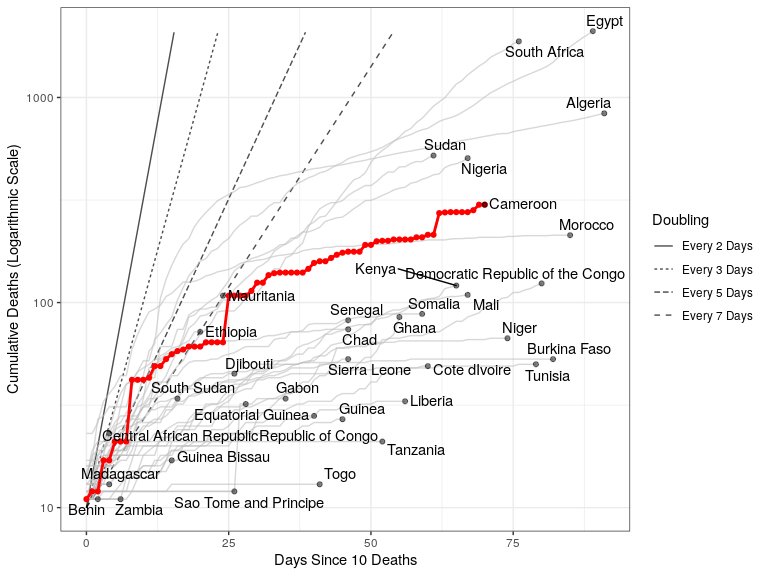 Egypt
South Africa
1000
Algeria
Sudan
Nigeria
Cameroon
Morocco
Kenya
Democratic Republic of the Congo
Mauritania
100
Senegal
Somalia
Mali
Ethiopia
Chad
Ghana
Niger
Djibouti
Sierra Leone
Cote dIvoire
Burkina Faso
Tunisia
South Sudan
Gabon
Equatorial Guinea
Guinea
Liberia
Central African Republic
Republic of Congo
Tanzania
Guinea Bissau
Madagascar
Togo
Sao Tome and Principe
10
Benin
Zambia
0
25
50
75
Days Since 10 Deaths
Cumulative Deaths (Logarithmic Scale)
Doubling
Every 2 Days
Every 3 Days
Every 5 Days
Every 7 Days